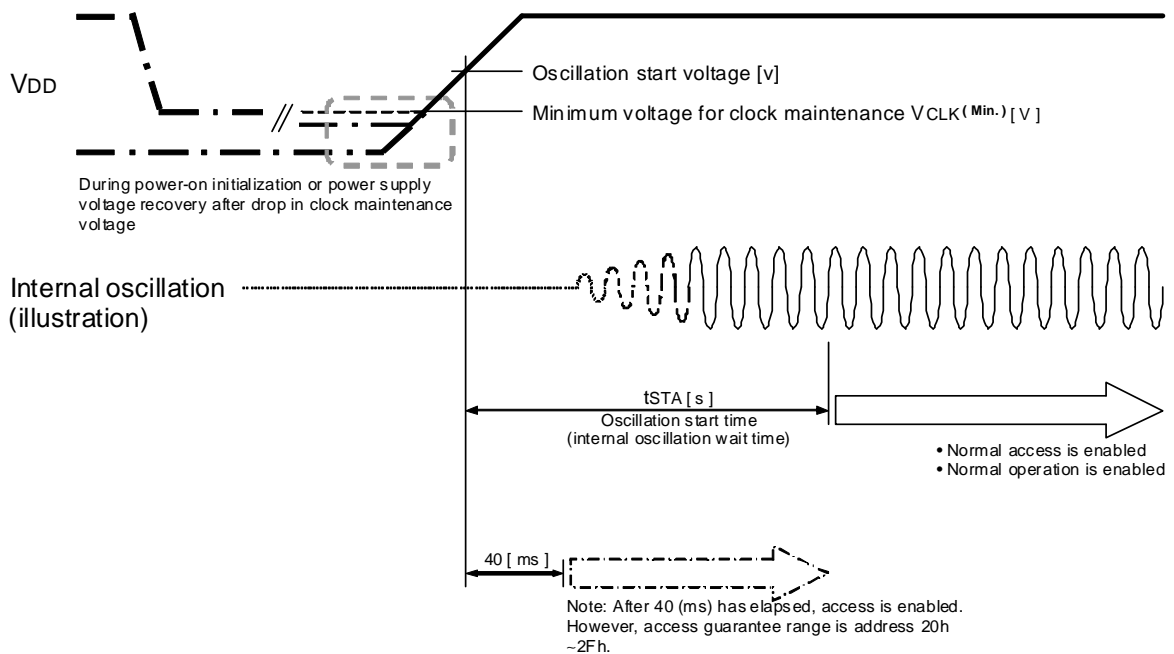 VDD
Oscillation start voltage [v]
Minimum voltage for clock maintenance VCLK(Min.) [V]
During power-on initialization or power supply
voltage recovery after drop in clock maintenance
voltage
Internal oscillation
(illustration)
tSTA [s]
Oscillation start time
(internal oscillation wait time)
• Normal access is enabled
• Normal operation is enabled
40 [ms]
Note: After 40 (ms) has elapsed, access is enabled.
However, access guarantee range is address 20h
~2Fh.